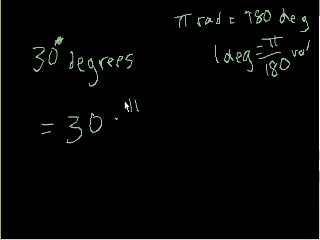 π rad = 180 deg
1 deg = π/180 rad
30° degrees
= 30 ·